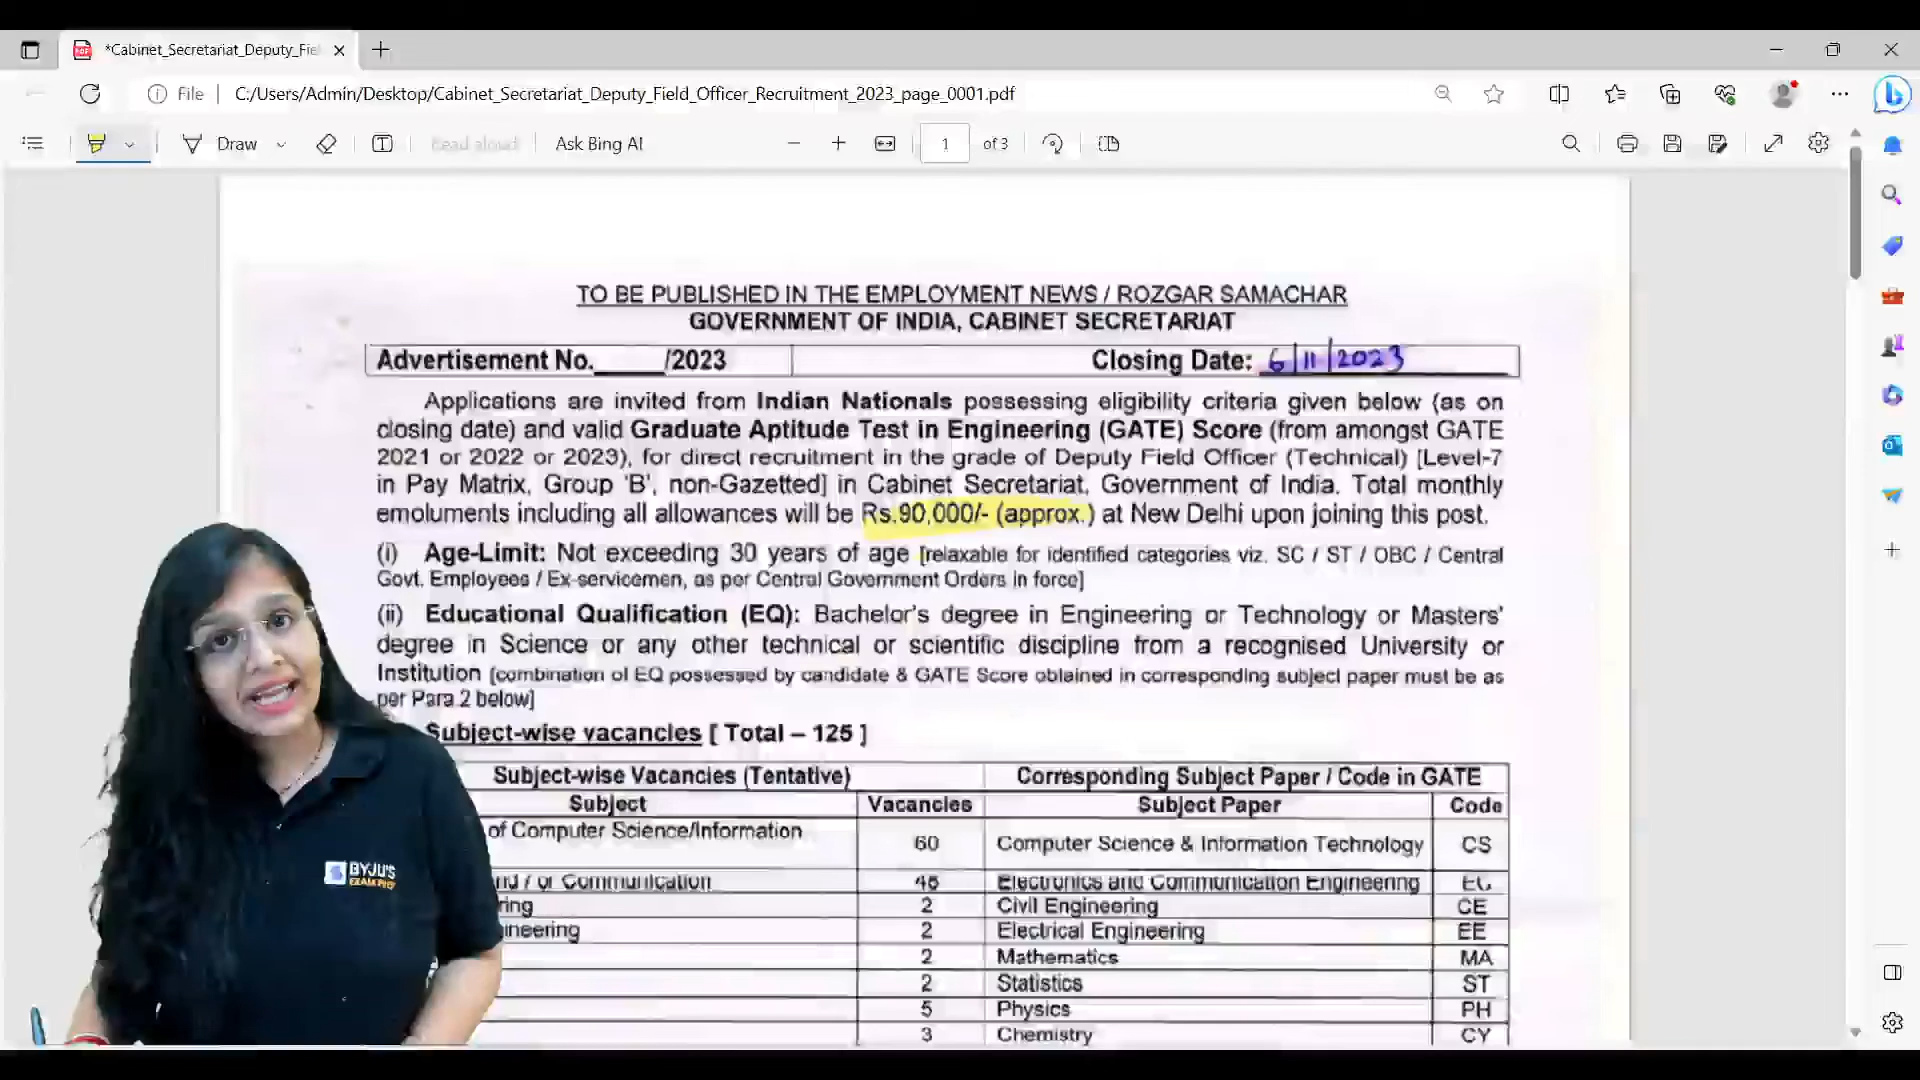 *Cabinet_Secretariat_Deputy_Fie
File
C:/Users/Admin/Desktop/Cabinet_Secretariat_Deputy_Field_Officer_Recruitment_2023_page_0001.pdf
Draw
Read aloud
Ask Bing AI
1 of 3
TO BE PUBLISHED IN THE EMPLOYMENT NEWS / ROZGAR SAMACHAR
GOVERNMENT OF INDIA, CABINET SECRETARIAT
Advertisement No._____/2023 Closing Date: 6/11/2023
Applications are invited from Indian Nationals possessing eligibility criteria given below (as on
closing date) and valid Graduate Aptitude Test in Engineering (GATE) Score (from amongst GATE
2021 or 2022 or 2023), for direct recruitment in the grade of Deputy Field Officer (Technical) [Level-7
in Pay Matrix, Group 'B', non-Gazetted] in Cabinet Secretariat, Government of India. Total monthly
emoluments including all allowances will be Rs.90,000/- (approx.) at New Delhi upon joining this post.
(i) Age-Limit: Not exceeding 30 years of age [relaxable for identified categories viz. SC / ST / OBC / Central
Govt. Employees / Ex-servicemen, as per Central Government Orders in force]
(ii) Educational Qualification (EQ): Bachelor's degree in Engineering or Technology or Masters'
degree in Science or any other technical or scientific discipline from a recognised University or
Institution [combination of EQ possessed by candidate & GATE Score obtained in corresponding subject paper must be as
per Para 2 below]
Subject-wise vacancies [ Total – 125 ]
Subject-wise Vacancies (Tentative) Corresponding Subject Paper / Code in GATE
Subject Vacancies Subject Paper Code
of Computer Science/Information 60 Computer Science & Information Technology CS
nd / or Communication 48 Electronics and Communication Engineering EC
ring 2 Civil Engineering CE
ineering 2 Electrical Engineering EE
2 Mathematics MA
2 Statistics ST
5 Physics PH
3 Chemistry CY
BYJU'S
EXAM PREP